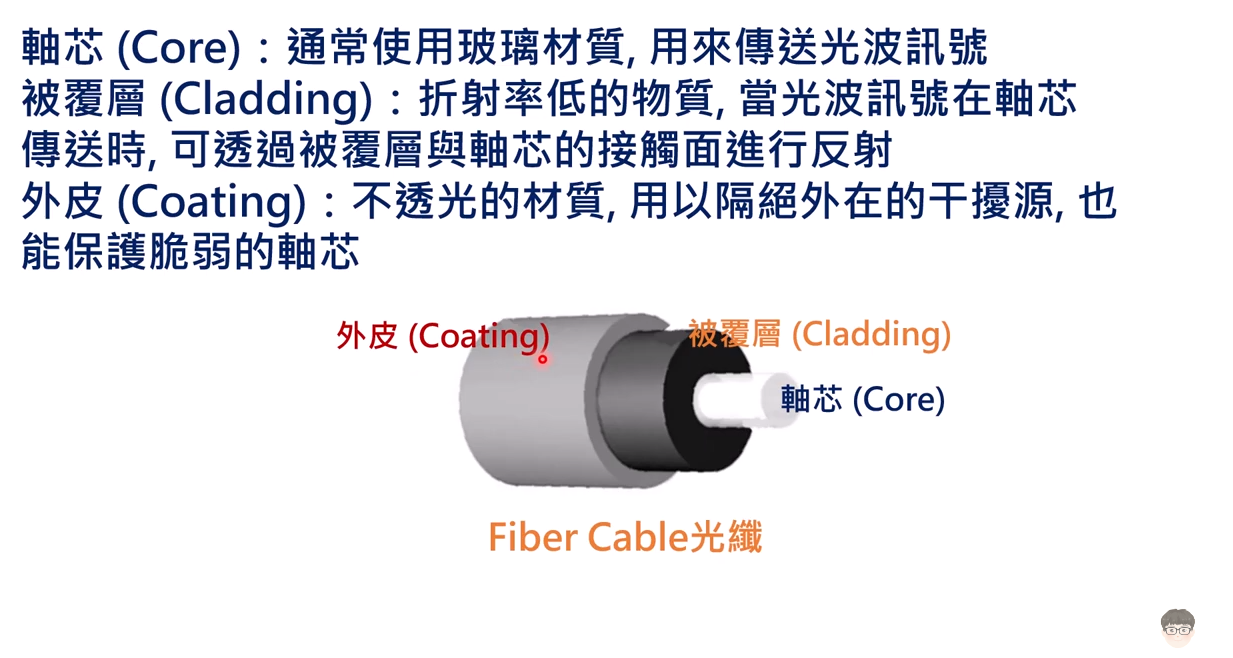 軸芯 (Core)：通常使用玻璃材質, 用來傳送光波訊號
被覆層 (Cladding)：折射率低的物質, 當光波訊號在軸芯
傳送時, 可透過被覆層與軸芯的接觸面進行反射
外皮 (Coating)：不透光的材質, 用以隔絕外在的干擾源, 也
能保護脆弱的軸芯
外皮 (Coating)
被覆層 (Cladding)
軸芯 (Core)
Fiber Cable光纖